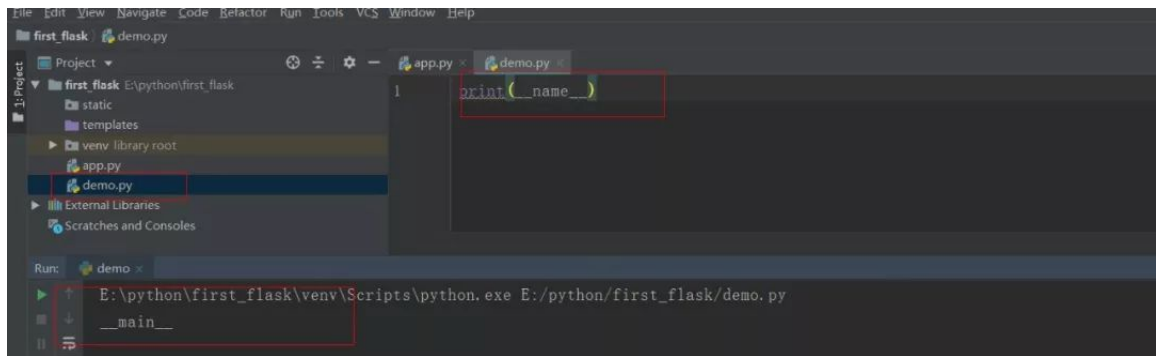 File Edit View Navigate Code Refactor Run Tools VCS Window Help
first_flask demo.py
1: Project
Project
app.py
demo.py
first_flask E:\python\first_flask
static
templates
venv library root
app.py
demo.py
External Libraries
Scratches and Consoles
1 print(__name__)
Run: demo
E:\python\first_flask\venv\Scripts\python.exe E:/python/first_flask/demo.py
__main__